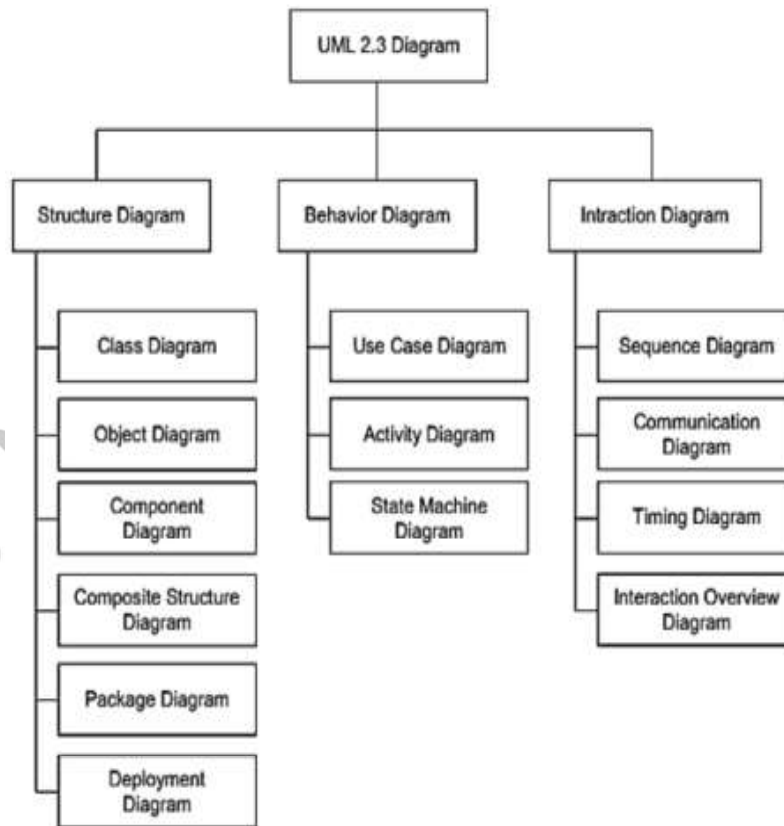 UML 2.3 Diagram
Structure Diagram
Behavior Diagram
Intraction Diagram
Class Diagram
Object Diagram
Component
Diagram
Composite Structure
Diagram
Package Diagram
Deployment
Diagram
Use Case Diagram
Activity Diagram
State Machine
Diagram
Sequence Diagram
Communication
Diagram
Timing Diagram
Interaction Overview
Diagram